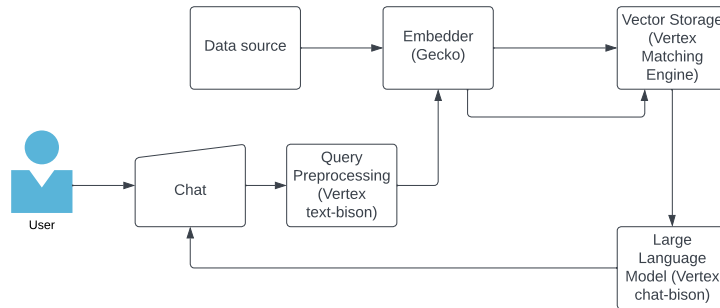 Data source
Embedder
(Gecko)
Vector Storage
(Vertex
Matching
Engine)
User
Chat
Query
Preprocessing
(Vertex
text-bison)
Large
Language
Model (Vertex
chat-bison)